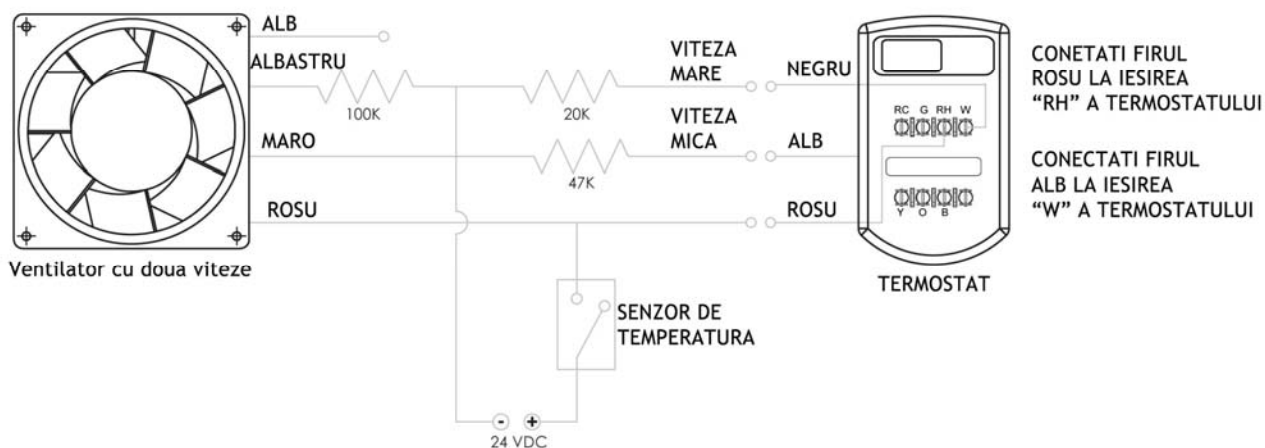 ALB
ALBASTRU
100K
MARO
ROSU
Ventilator cu doua viteze
VITEZA
MARE
20K
VITEZA
MICA
47K
NEGRU
ALB
ROSU
RC G RH W
Y O B
TERMOSTAT
CONETATI FIRUL
ROSU LA IESIREA
“RH” A TERMOSTATULUI
CONECTATI FIRUL
ALB LA IESIREA
“W” A TERMOSTATULUI
SENZOR DE
TEMPERATURA
- +
24 VDC